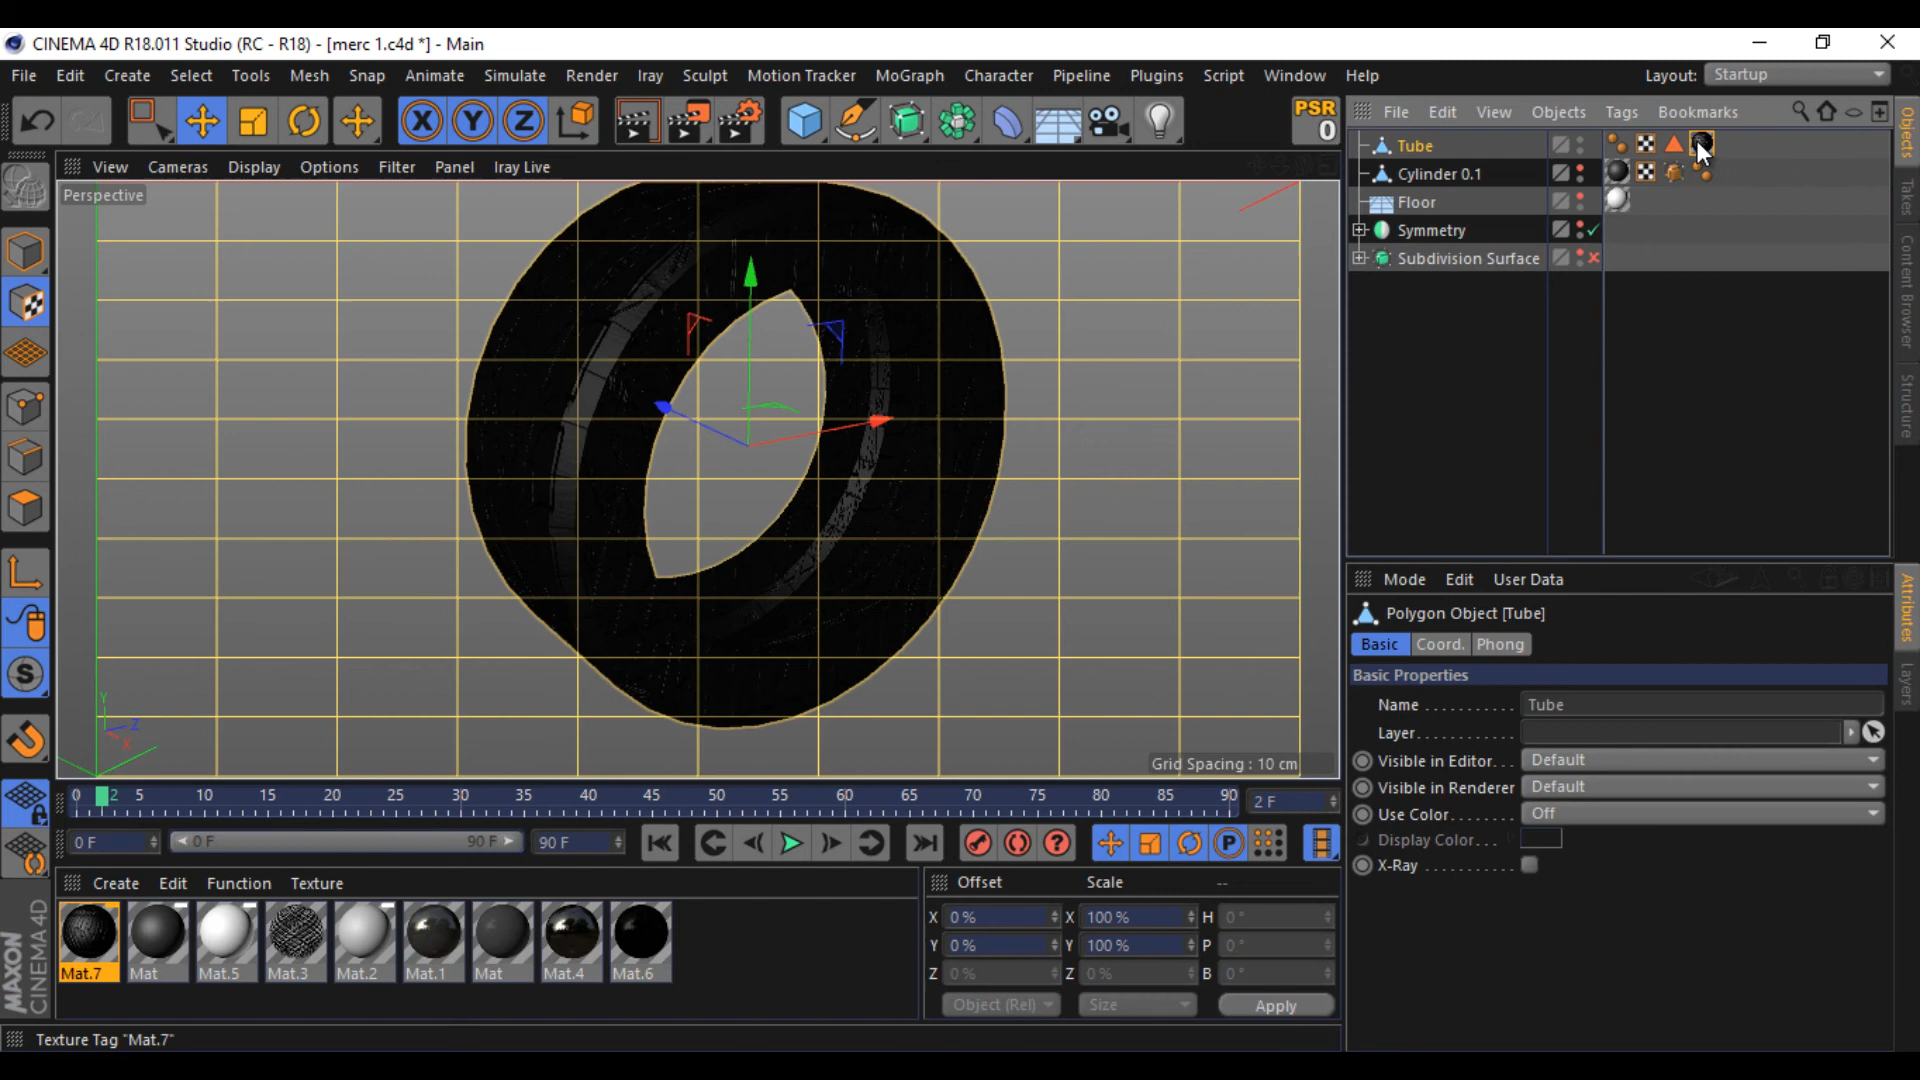 CINEMA 4D R18.011 Studio (RC - R18) - [merc 1.c4d *] - Main
File Edit Create Select Tools Mesh Snap Animate Simulate Render Iray Sculpt Motion Tracker MoGraph Character Pipeline Plugins Script Window Help Layout: Startup
X Y Z PSR 0
File Edit View Objects Tags Bookmarks
View Cameras Display Options Filter Panel Iray Live
Perspective
Tube
Cylinder 0.1
Floor
Symmetry
Subdivision Surface
Objects
Takes
Content Browser
Structure
Y
Z
X
Grid Spacing : 10 cm
Mode Edit User Data
Polygon Object [Tube]
Basic Coord. Phong
Basic Properties
Name Tube
Layer
Visible in Editor Default
Visible in Renderer Default
Use Color Off
Display Color
X-Ray
Attributes
Layers
S
0 2 5 10 15 20 25 30 35 40 45 50 55 60 65 70 75 80 85 90 2 F
0 F 0 F 90 F 90 F ? P
Create Edit Function Texture
Mat.7 Mat Mat.5 Mat.3 Mat.2 Mat.1 Mat Mat.4 Mat.6
Offset Scale --
X 0 % X 100 % H 0 °
Y 0 % Y 100 % P 0 °
Z 0 % Z 100 % B 0 °
Object (Rel) Size Apply
MAXON
CINEMA 4D
Texture Tag "Mat.7"